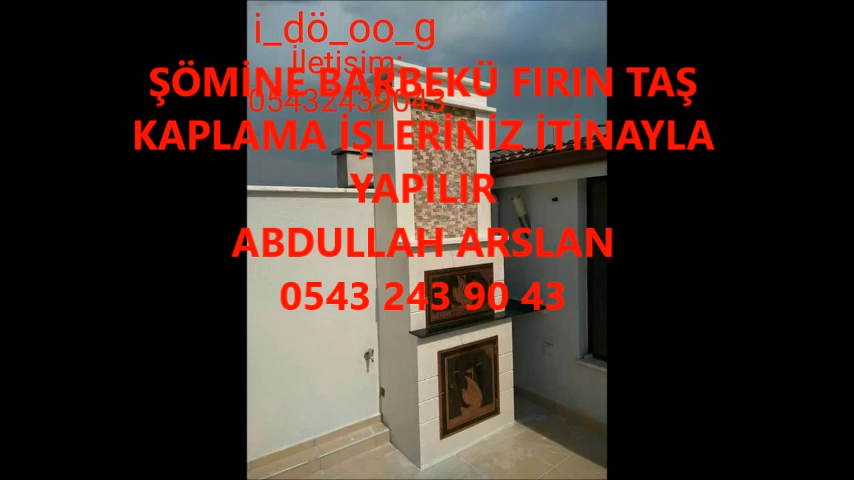 i_dö_oo_g
İletişim:
05432439043
ŞÖMİNE BARBEKÜ FIRIN TAŞ
KAPLAMA İŞLERİNİZ İTİNAYLA
YAPILIR
ABDULLAH ARSLAN
0543 243 90 43